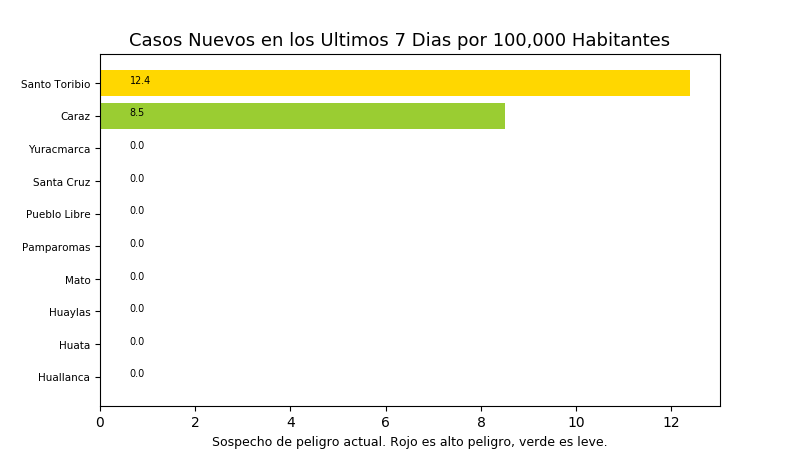 Casos Nuevos en los Ultimos 7 Dias por 100,000 Habitantes
Santo Toribio 12.4
Caraz 8.5
Yuracmarca 0.0
Santa Cruz 0.0
Pueblo Libre 0.0
Pamparomas 0.0
Mato 0.0
Huaylas 0.0
Huata 0.0
Huallanca 0.0
0 2 4 6 8 10 12
Sospecho de peligro actual. Rojo es alto peligro, verde es leve.